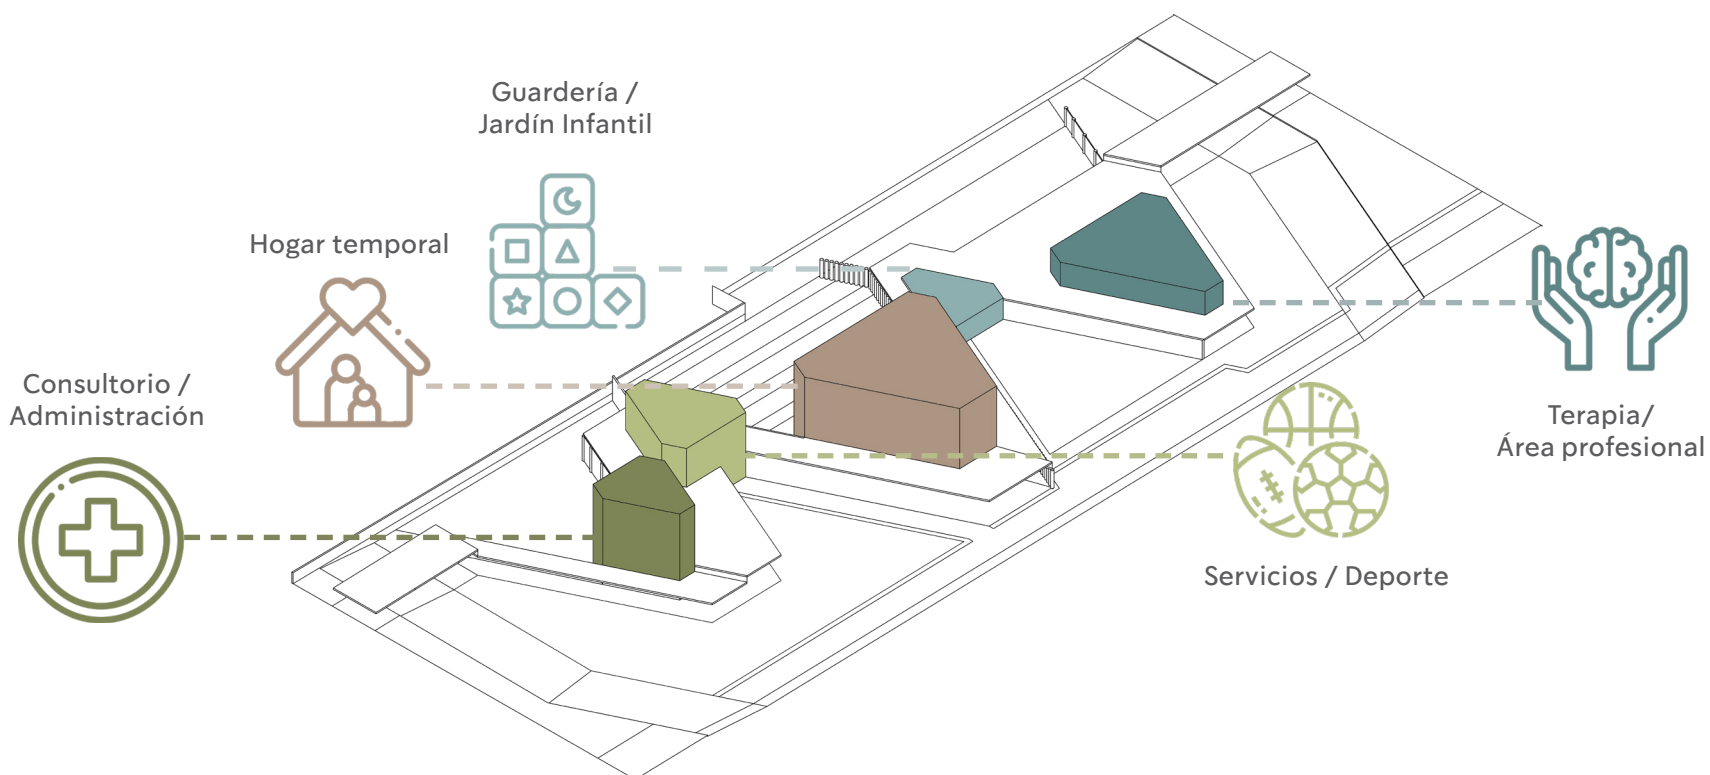 Guardería /
Jardín Infantil
Hogar temporal
Consultorio /
Administración
Terapia/
Área profesional
Servicios / Deporte